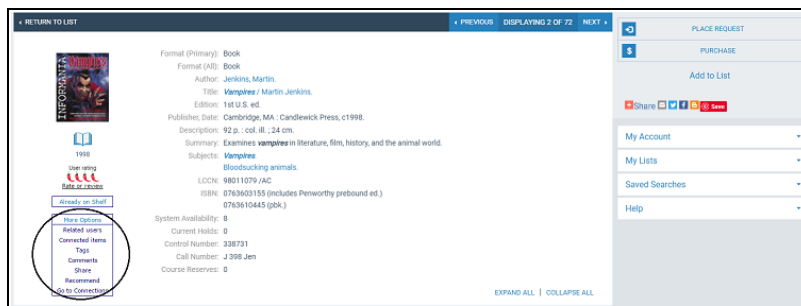 RETURN TO LIST
PREVIOUS DISPLAYING 2 OF 72 NEXT
INFORMANIA
Vampires
1998
User rating
Rate or review
Already on Shelf
More Options
Related users
Connected items
Tags
Comments
Share
Recommend
Go to Connections
Format (Primary): Book
Format (All): Book
Author: Jenkins, Martin.
Title: Vampires / Martin Jenkins.
Edition: 1st U.S. ed.
Publisher, Date: Cambridge, MA : Candlewick Press, c1998.
Description: 92 p. : col. ill. ; 24 cm.
Summary: Examines vampires in literature, film, history, and the animal world.
Subjects: Vampires.
Bloodsucking animals.
LCCN: 98011079 /AC
ISBN: 0763603155 (includes Penworthy prebound ed.)
0763610445 (pbk.)
System Availability: 8
Current Holds: 0
Control Number: 338731
Call Number: J 398 Jen
Course Reserves: 0
EXPAND ALL | COLLAPSE ALL
PLACE REQUEST
$ PURCHASE
Add to List
Share Save
My Account
My Lists
Saved Searches
Help